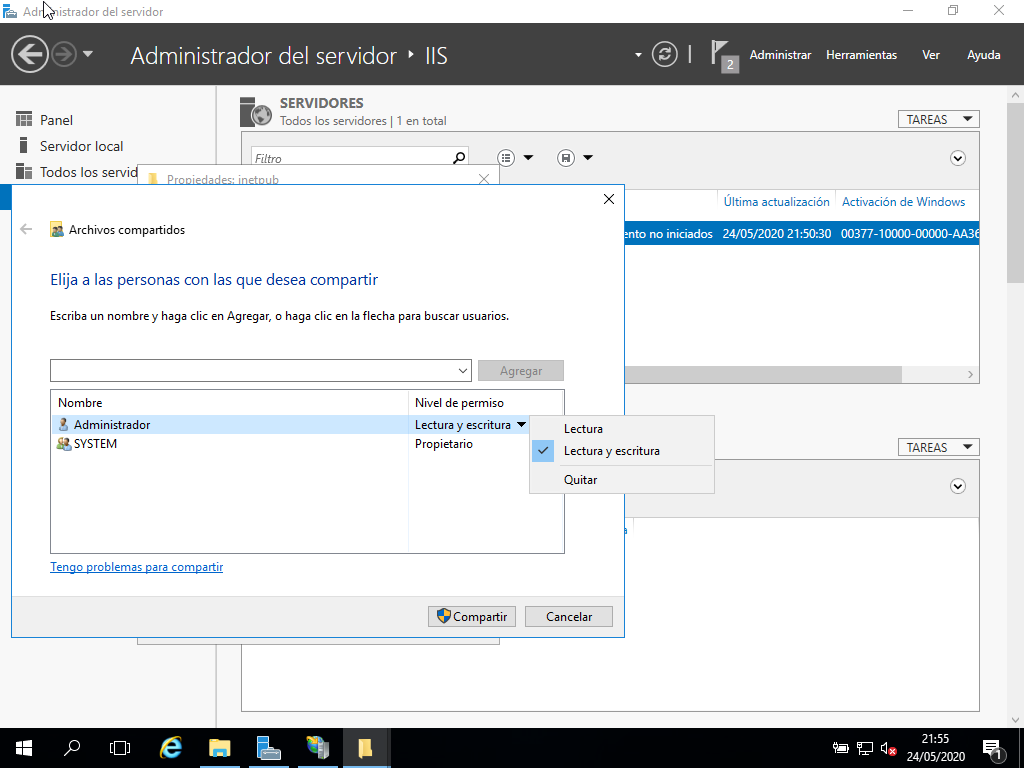 Administrador del servidor
Administrador del servidor ‣ IIS
2
Administrar Herramientas Ver Ayuda
Panel
Servidor local
Todos los servid
SERVIDORES
Todos los servidores | 1 en total
TAREAS
Filtro
Última actualización Activación de Windows
ento no iniciados 24/05/2020 21:50:30 00377-10000-00000-AA36
Propiedades: inetpub
Archivos compartidos
Elija a las personas con las que desea compartir
Escriba un nombre y haga clic en Agregar, o haga clic en la flecha para buscar usuarios.
Agregar
Nombre Nivel de permiso
Administrador Lectura y escritura
SYSTEM Propietario
Lectura
Lectura y escritura
Quitar
TAREAS
Tengo problemas para compartir
Compartir Cancelar
21:55
24/05/2020
1